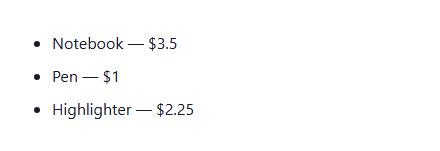 • Notebook — $3.5
• Pen — $1
• Highlighter — $2.25